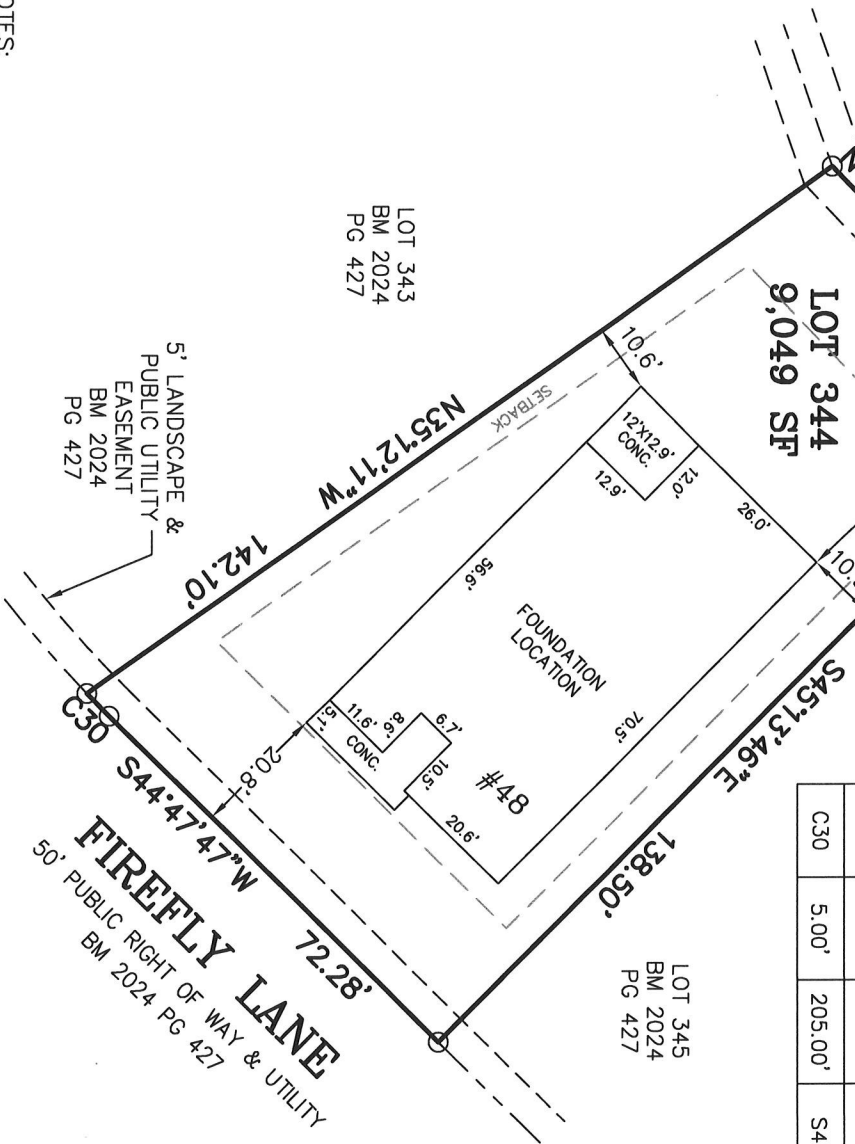 LOT 344
9,049 SF
LOT 343
BM 2024
PG 427
5' LANDSCAPE &
PUBLIC UTILITY
EASEMENT
BM 2024
PG 427
N35°12'11"W
142.10'
SETBACK
10.6'
12'X12.9'
CONC.
12.9'
12.0'
26.0'
56.6'
FOUNDATION
LOCATION
70.5'
#48
11.6'
8.6'
6.7'
10.5'
20.6'
5.1'
CONC.
20.8'
S45°13'46"E
138.50'
LOT 345
BM 2024
PG 427
C30
S44°47'47"W
72.28'
FIREFLY LANE
50' PUBLIC RIGHT OF WAY & UTILITY
BM 2024 PG 427
C30 5.00' 205.00'